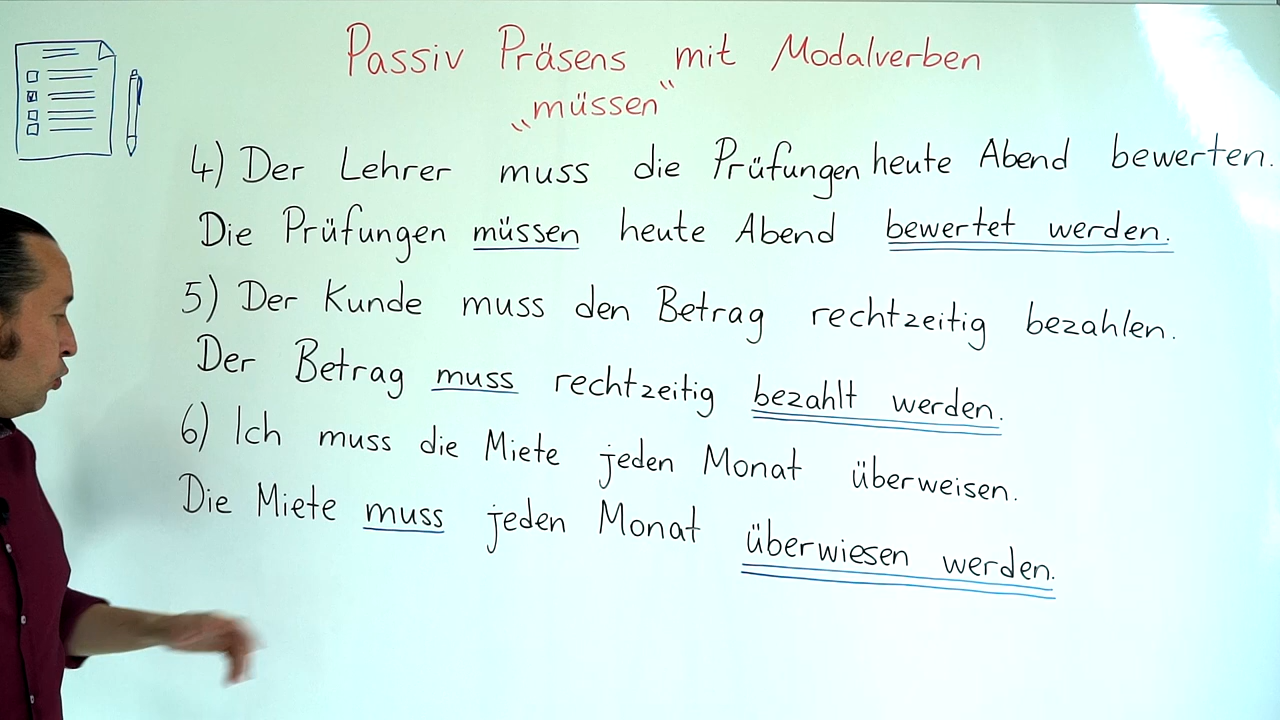 Passiv Präsens mit Modalverben
„müssen“
4) Der Lehrer muss die Prüfungen heute Abend bewerten.
Die Prüfungen müssen heute Abend bewertet werden.
5) Der Kunde muss den Betrag rechtzeitig bezahlen.
Der Betrag muss rechtzeitig bezahlt werden.
6) Ich muss die Miete jeden Monat überweisen.
Die Miete muss jeden Monat überwiesen werden.